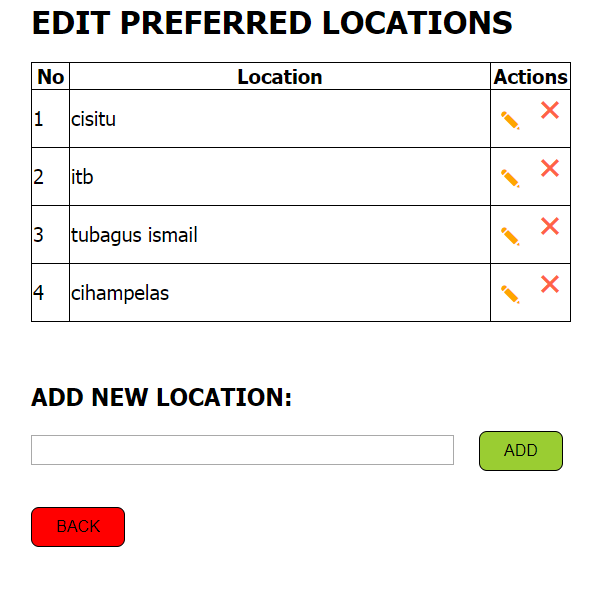 EDIT PREFERRED LOCATIONS
No Location Actions
1 cisitu
2 itb
3 tubagus ismail
4 cihampelas
ADD NEW LOCATION:
ADD
BACK